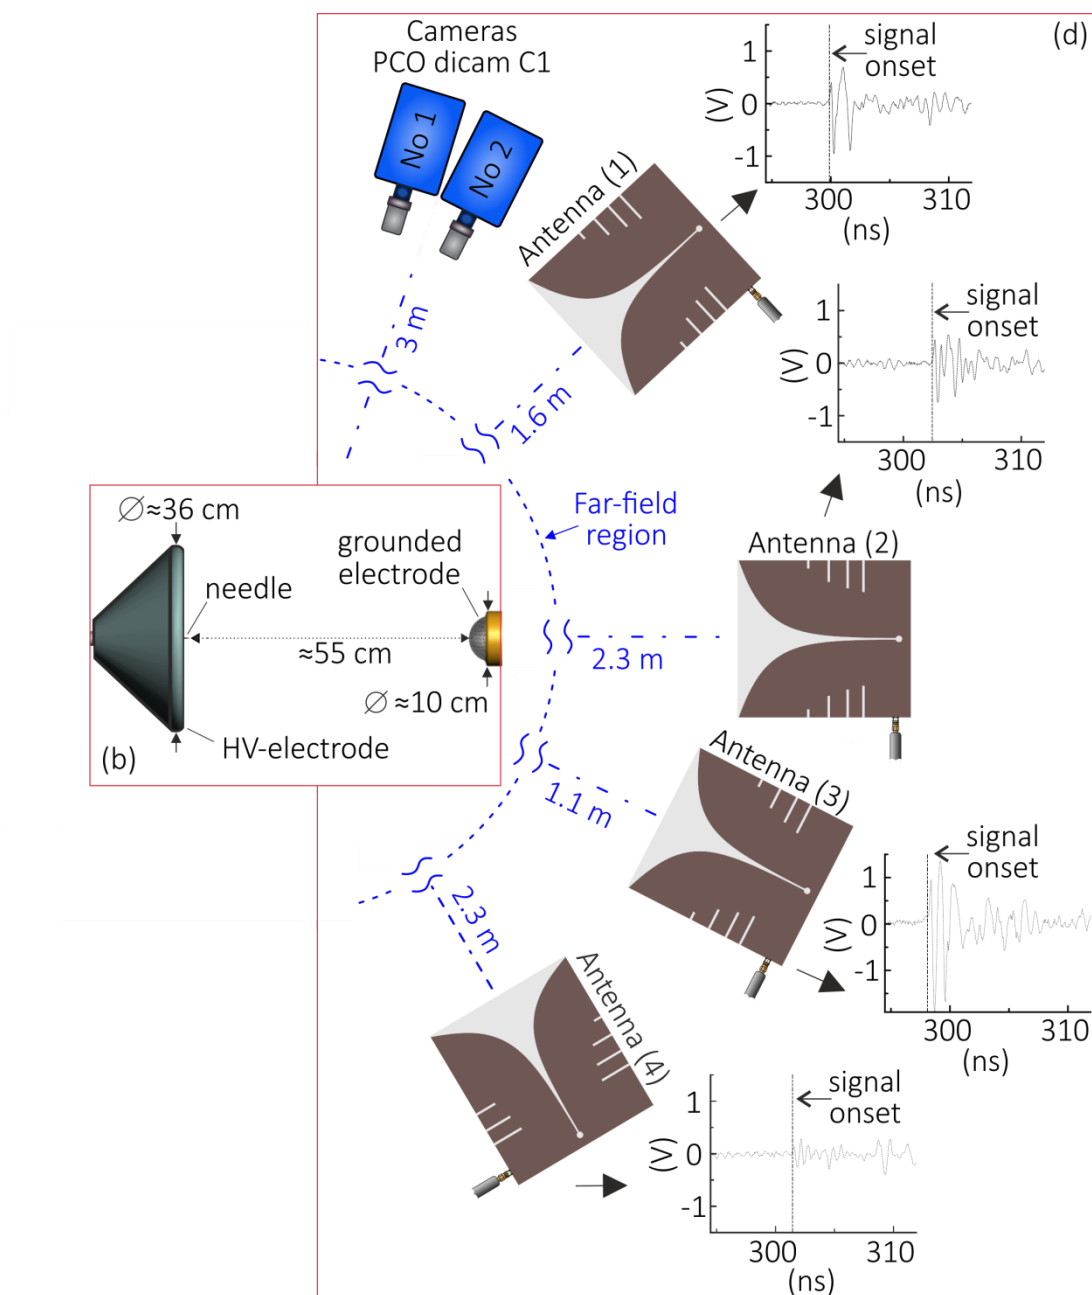 Cameras
PCO dicam C1
No 1
No 2
(d)
signal
onset
1
0
-1
(V)
300
310
(ns)
Antenna (1)
3 m
1.6 m
signal
onset
1
0
-1
(V)
300
310
(ns)
Far-field
region
Antenna (2)
2.3 m
⌀≈36 cm
needle
grounded
electrode
≈55 cm
⌀≈10 cm
HV-electrode
(b)
Antenna (3)
1.1 m
signal
onset
1
0
-1
(V)
300
310
(ns)
2.3 m
Antenna (4)
signal
onset
1
0
-1
(V)
300
310
(ns)